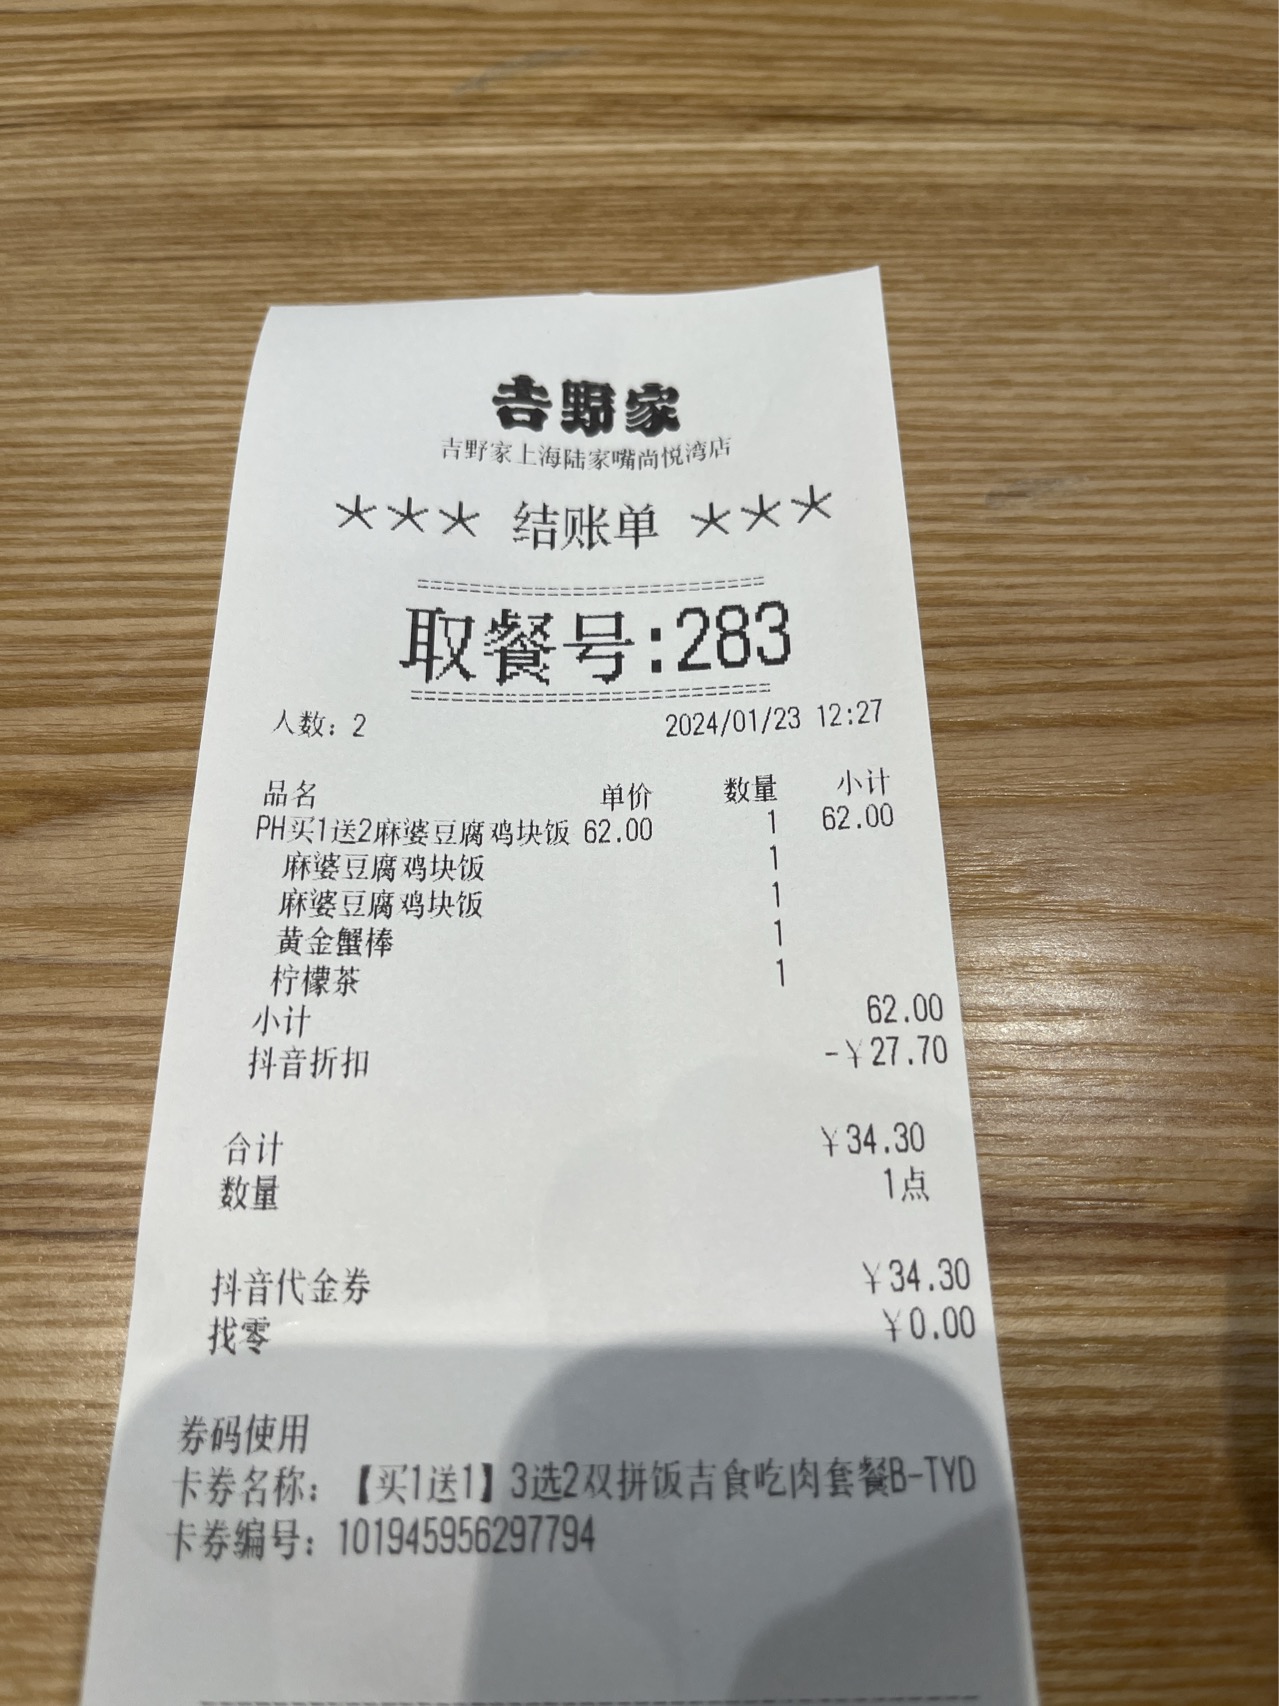 吉野家
吉野家上海陆家嘴尚悦湾店
*** 结账单 ***
======================
取餐号:283
======================
人数: 2 2024/01/23 12:27
品名 单价 数量 小计
PH买1送2麻婆豆腐鸡块饭 62.00 1 62.00
麻婆豆腐鸡块饭 1
麻婆豆腐鸡块饭 1
黄金蟹棒 1
柠檬茶 1
小计 62.00
抖音折扣 -¥27.70
合计 ¥34.30
数量 1点
抖音代金券 ¥34.30
找零 ¥0.00
券码使用
卡券名称: 【买1送1】3选2双拼饭吉食吃肉套餐B-TYD
卡券编号: 101945956297794